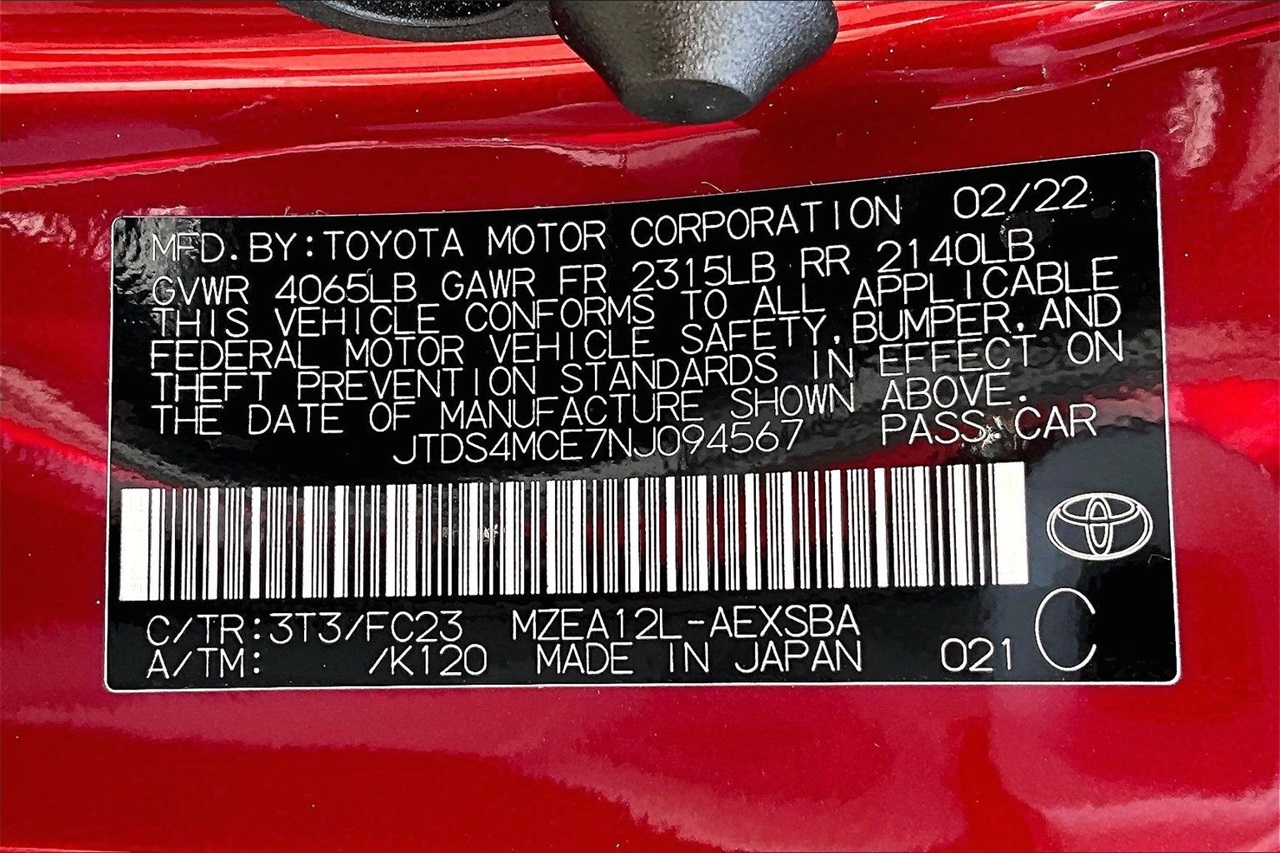 MFD.BY:TOYOTA MOTOR CORPORATION 02/22
GVWR 4065LB GAWR FR 2315LB RR 2140LB
THIS VEHICLE CONFORMS TO ALL APPLICABLE
FEDERAL MOTOR VEHICLE SAFETY,BUMPER,AND
THEFT PREVENTION STANDARDS IN EFFECT ON
THE DATE OF MANUFACTURE SHOWN ABOVE.
JTDS4MCE7NJ094567 PASS.CAR
C/TR:3T3/FC23 MZEA12L-AEXSBA
A/TM: /K120 MADE IN JAPAN 021 C